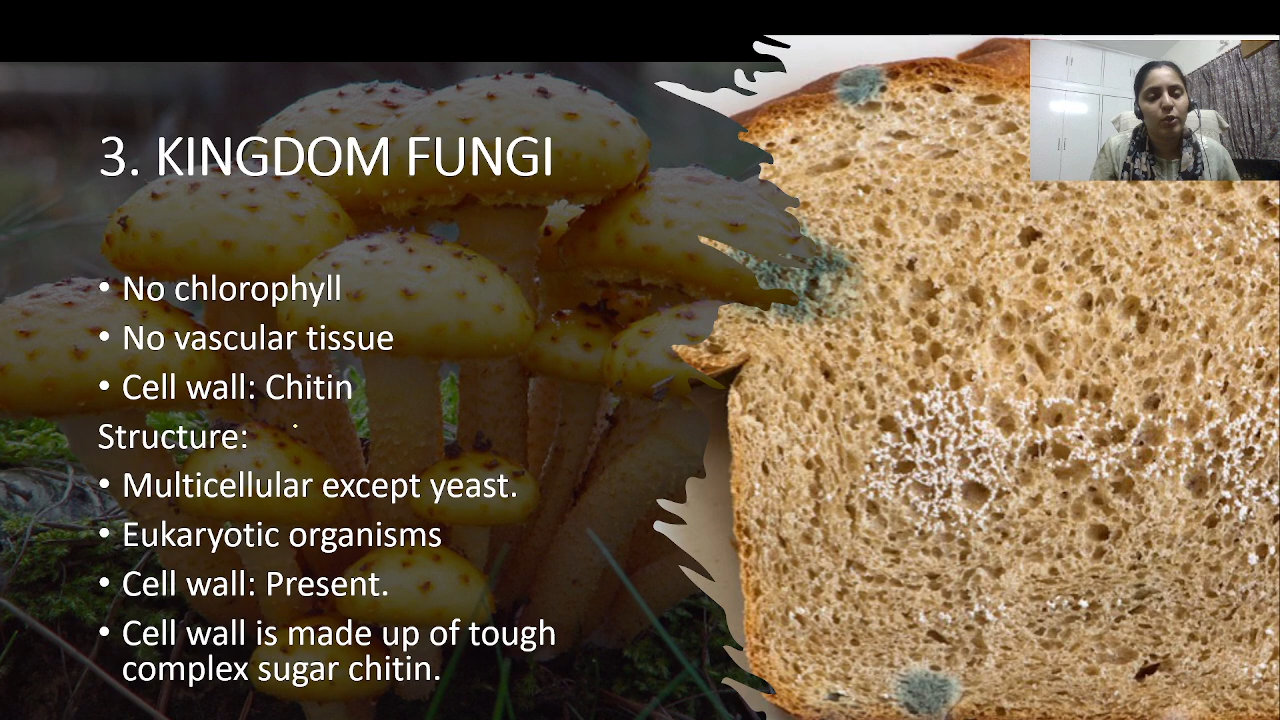 3. KINGDOM FUNGI
• No chlorophyll
• No vascular tissue
• Cell wall: Chitin
Structure:
• Multicellular except yeast.
• Eukaryotic organisms
• Cell wall: Present.
• Cell wall is made up of tough
complex sugar chitin.